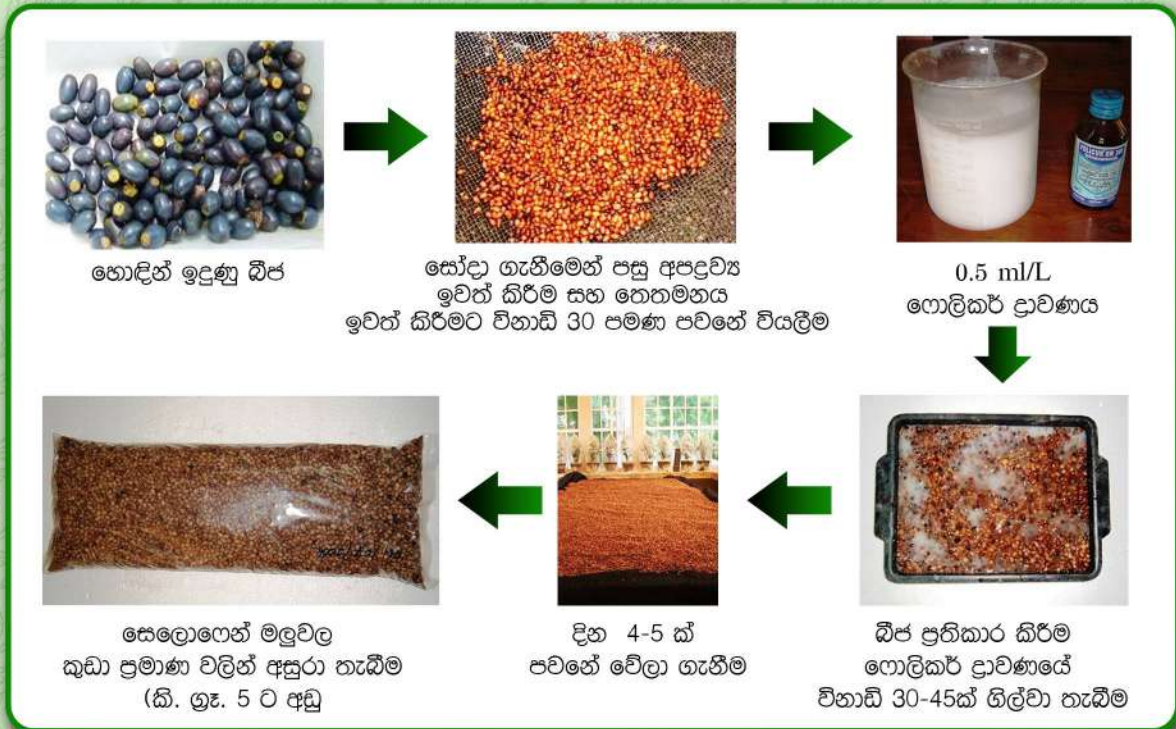 හොඳින් ඉදුණු බීජ
සෝදා ගැනීමෙන් පසු අපද්‍රව්‍ය
ඉවත් කිරීම සහ තෙතමනය
ඉවත් කිරීමට විනාඩි 30 පමණ පවනේ වියලීම
0.5 ml/L
ෆොලිකර් ද්‍රාවණය
බීජ ප්‍රතිකාර කිරීම
ෆොලිකර් ද්‍රාවණයේ
විනාඩි 30-45ක් ගිල්වා තැබීම
දින 4-5 ක්
පවනේ වේලා ගැනීම
සෙලොෆෙන් මලුවල
කුඩා ප්‍රමාණ වලින් අසුරා තැබීම
(කි. ග්‍රෑ. 5 ට අඩු